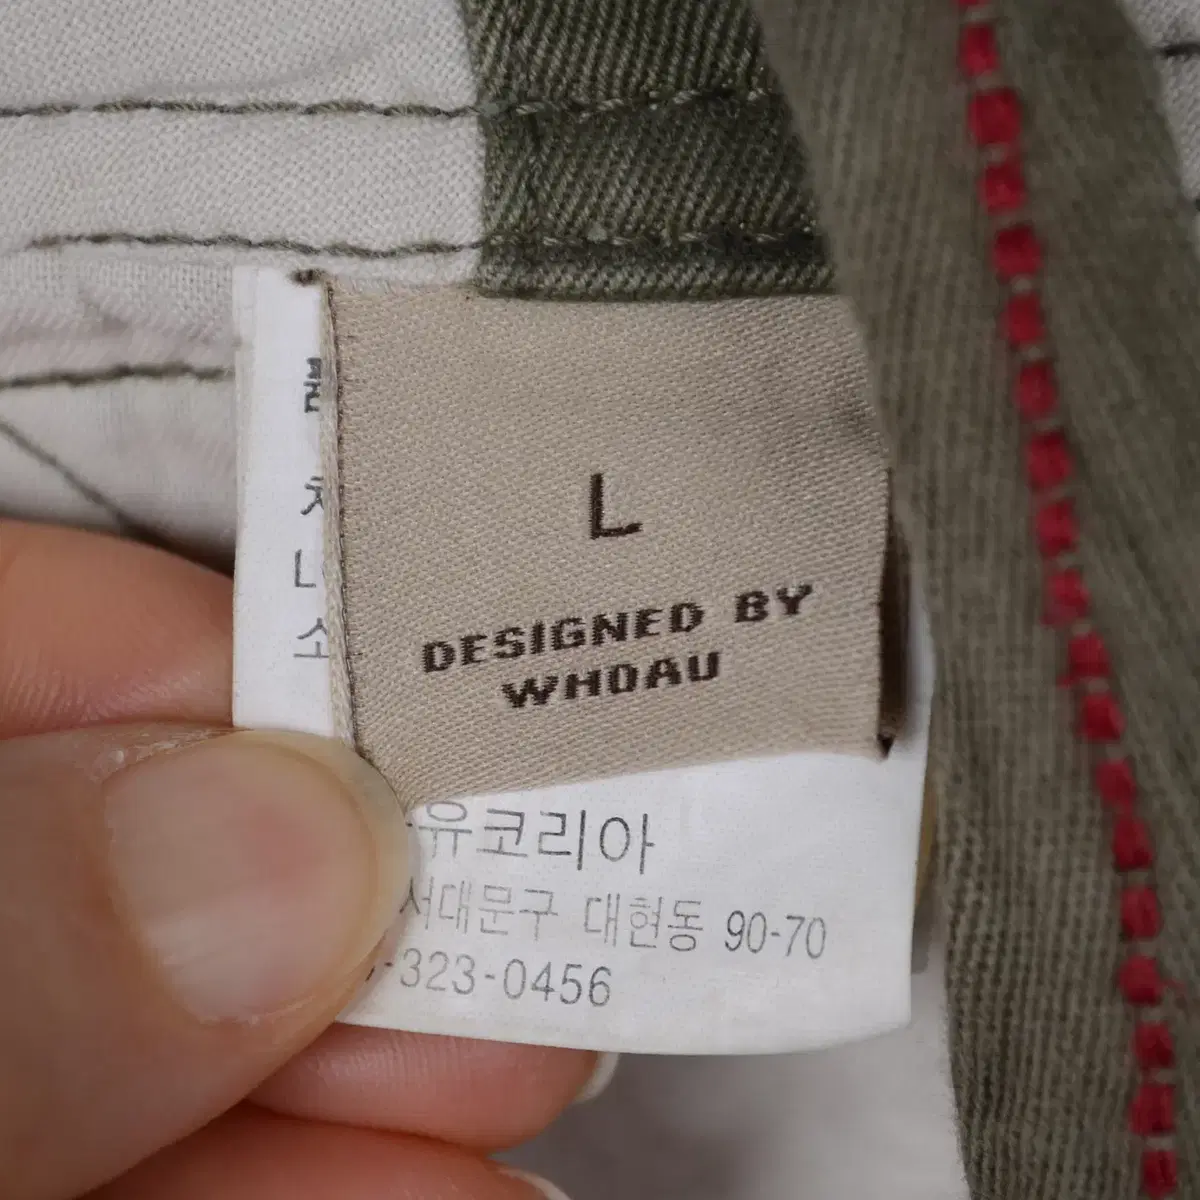 L
DESIGNED BY
WHOAU
유코리아
서대문구 대현동 90-70
-323-0456